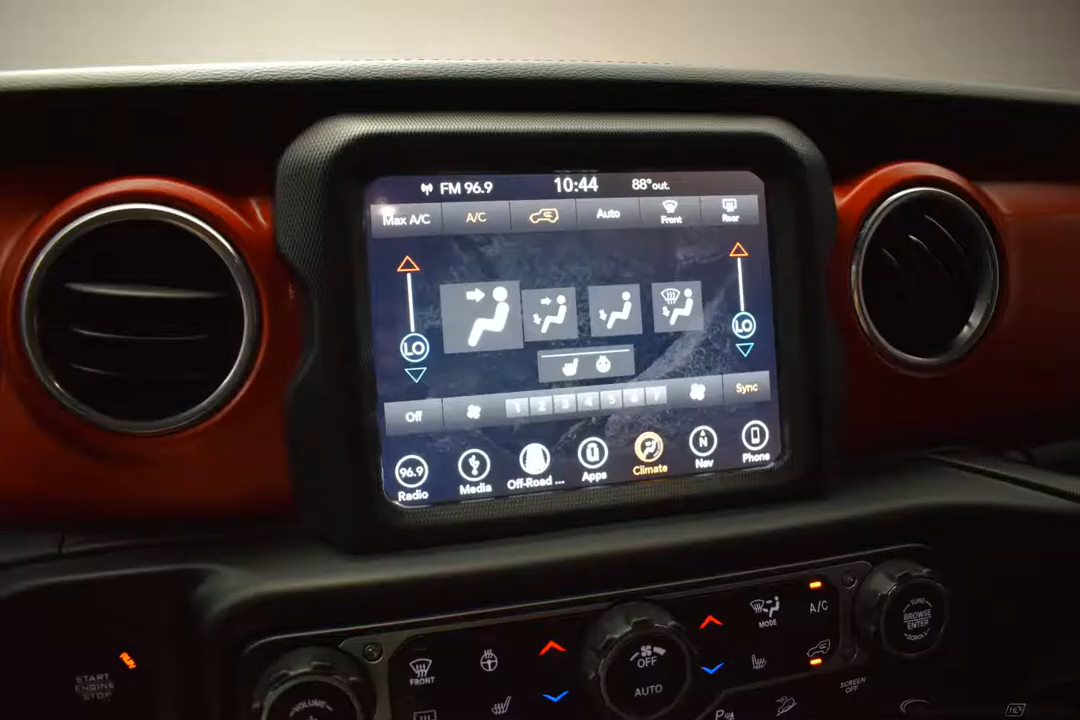 FM 96.9 10:44 88°out.
Max A/C A/C Auto Front Rear
LO LO
Off 1 2 3 4 5 6 7 Sync
96.9 N
Radio Media Off-Road ... Apps Climate Nav Phone
RUN
START
ENGINE
STOP
VOLUME
FRONT
OFF
AUTO
MODE
A/C
TUNE
BROWSE
ENTER
SCROLL
SCREEN
OFF
P
HD